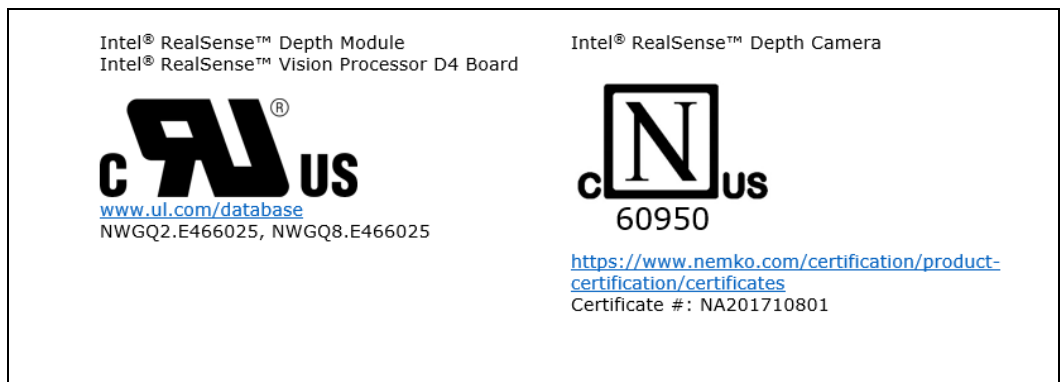 Intel® RealSense™ Depth Module
Intel® RealSense™ Vision Processor D4 Board
c RU® US
www.ul.com/database
NWGQ2.E466025, NWGQ8.E466025
Intel® RealSense™ Depth Camera
c N US
60950
https://www.nemko.com/certification/product-
certification/certificates
Certificate #: NA201710801